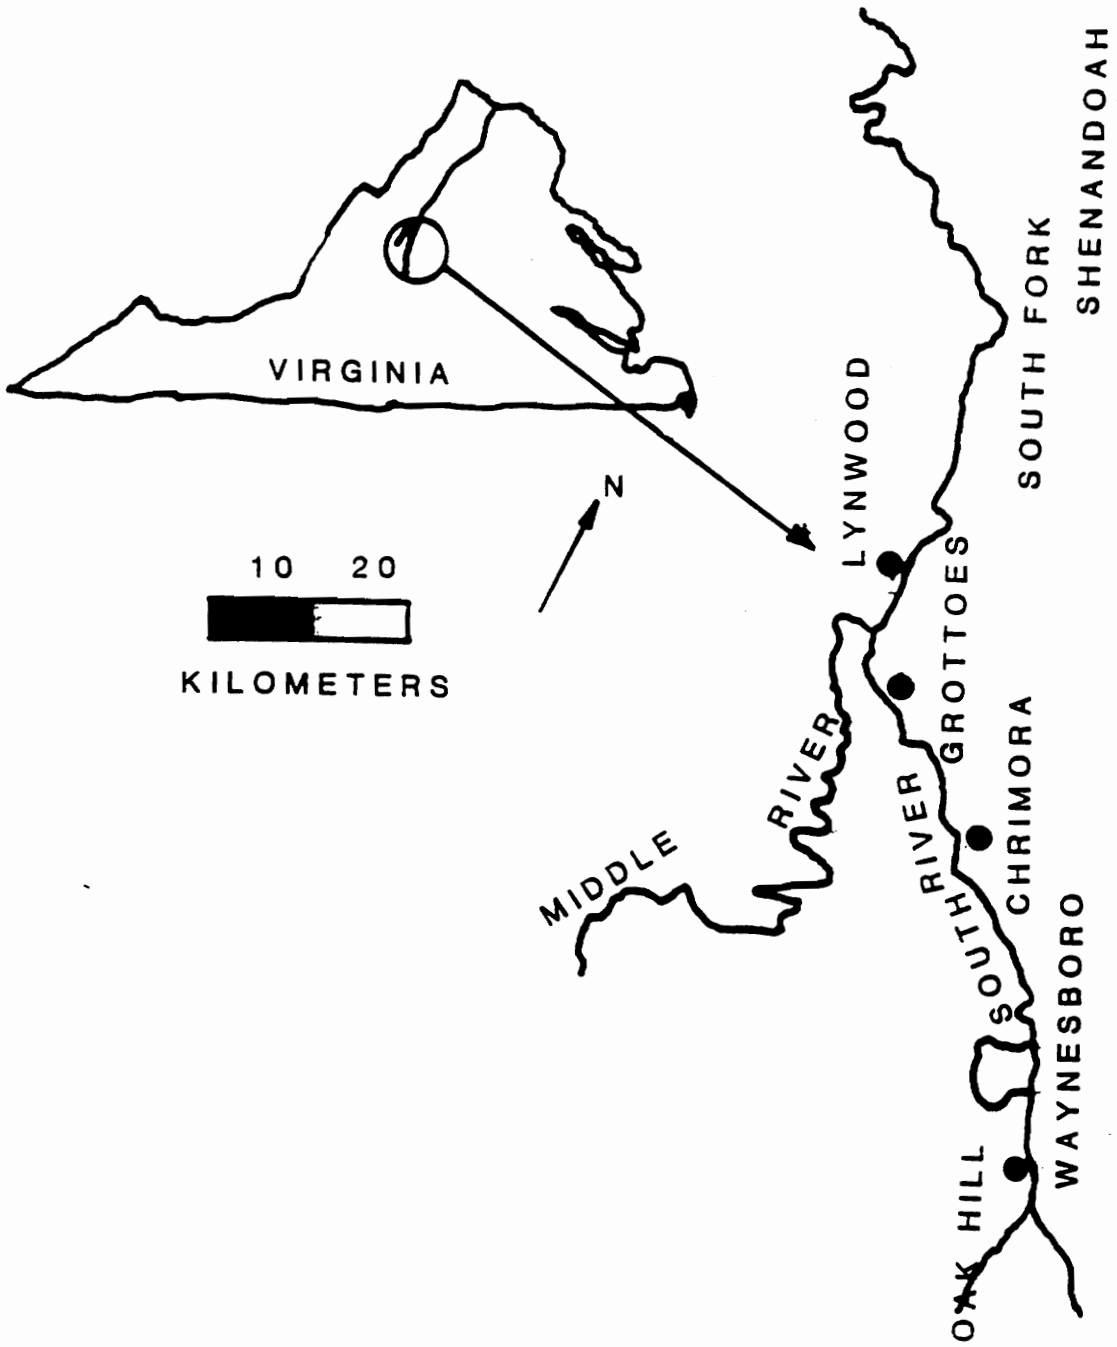 SHENANDOAH
SOUTH FORK
VIRGINIA
LYNWOOD
N
10 20
KILOMETERS
GROTTOES
MIDDLE RIVER
SOUTH RIVER
CHRIMORA
WAYNESBORO
OAK HILL